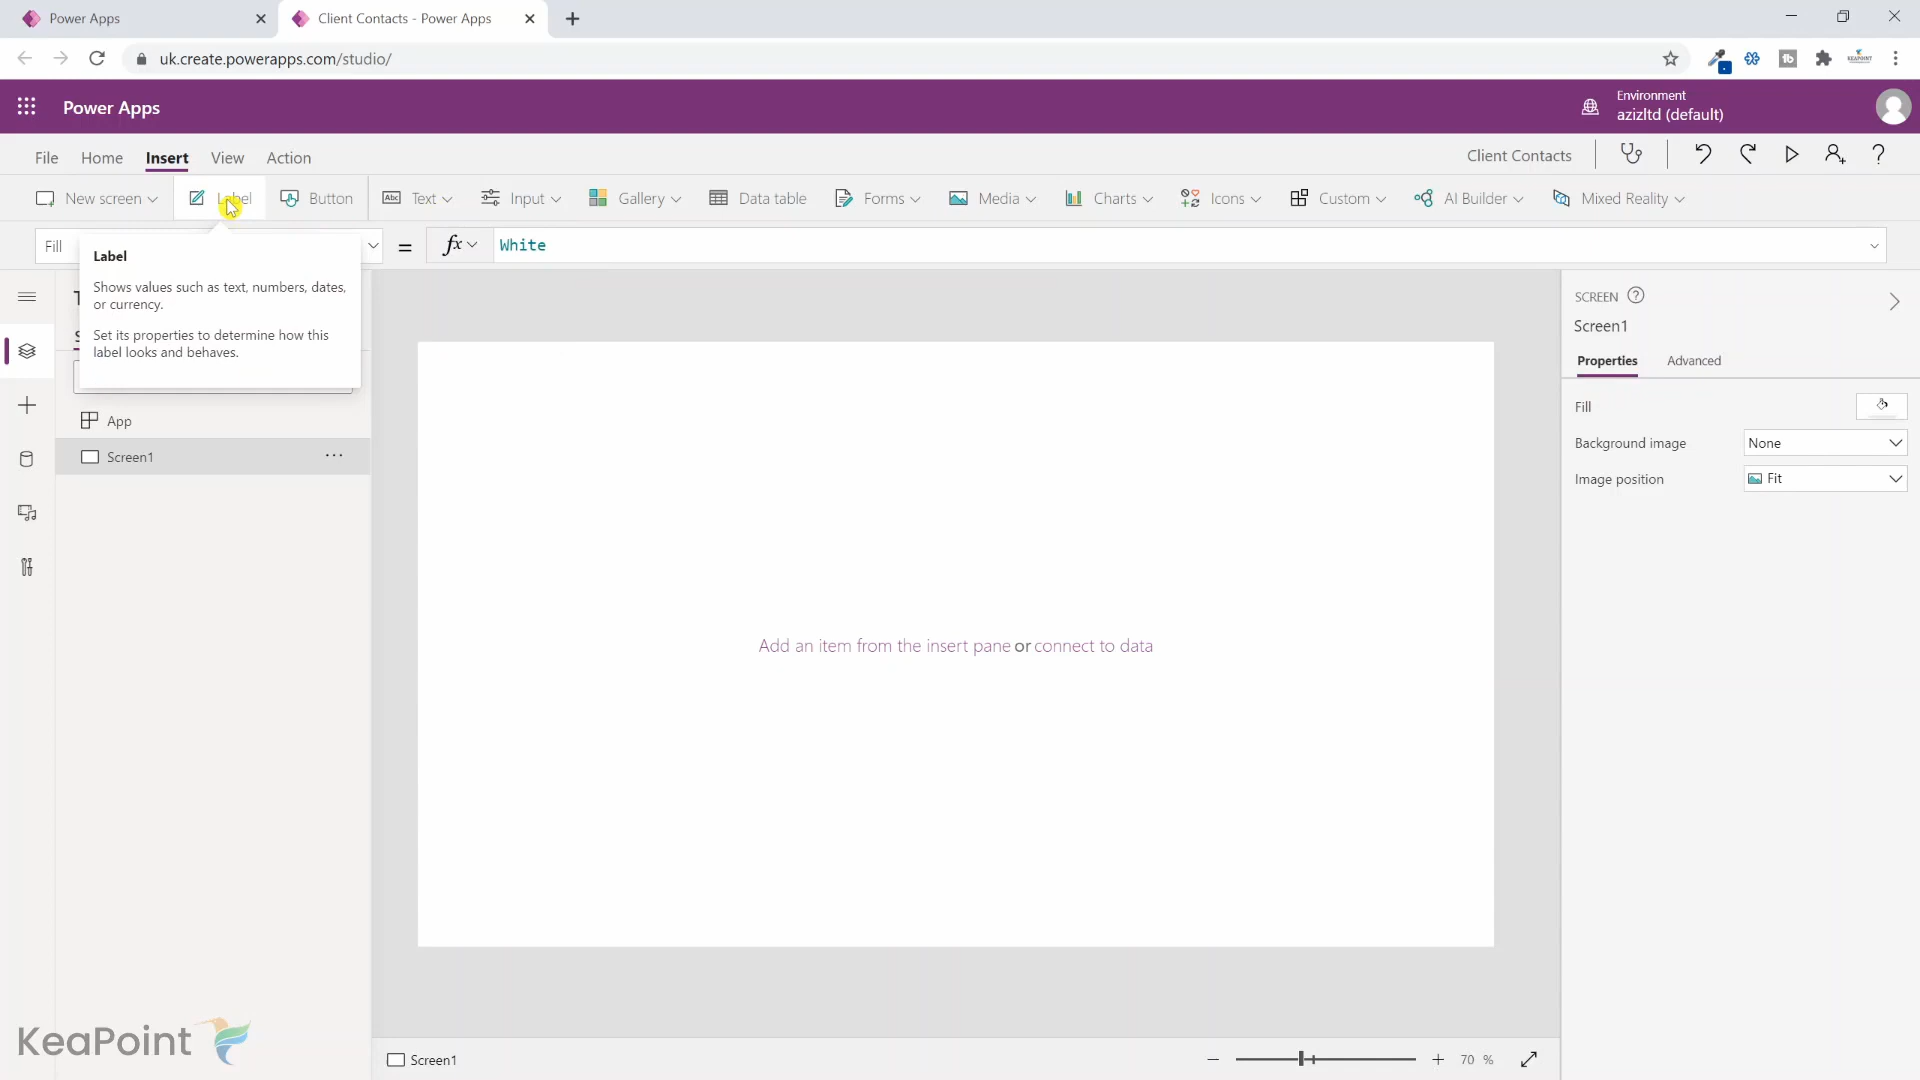 Power Apps
Client Contacts - Power Apps
uk.create.powerapps.com/studio/
Power Apps
Environment
azizltd (default)
File Home Insert View Action
Client Contacts
New screen Label Button Text Input Gallery Data table Forms Media Charts Icons Custom AI Builder Mixed Reality
Fill = fx White
Label
Shows values such as text, numbers, dates,
or currency.
Set its properties to determine how this
label looks and behaves.
App
Screen1
Add an item from the insert pane or connect to data
SCREEN
Screen1
Properties Advanced
Fill
Background image None
Image position Fit
KeaPoint
Screen1
70 %